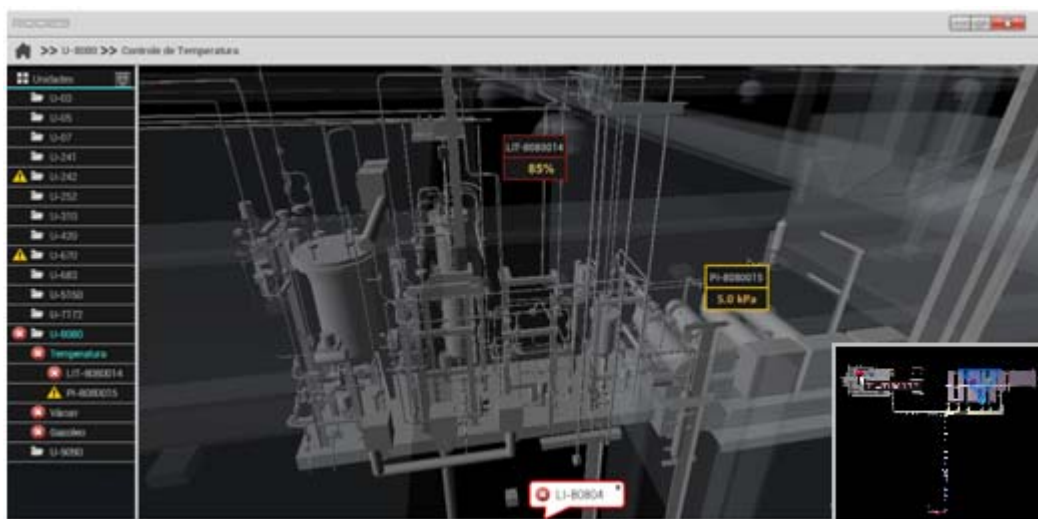 >> U-8080 >> Controle de Temperatura
Unidades
U-02
U-05
U-07
U-241
U-242
U-252
U-310
U-420
U-670
U-683
U-5150
U-7172
U-8080
Temperatura
LIT-8080014
PI-8080015
Vácuo
Gasóleo
U-9090
LIT-8080014
85%
PI-8080015
5.0 kPa
LI-80804